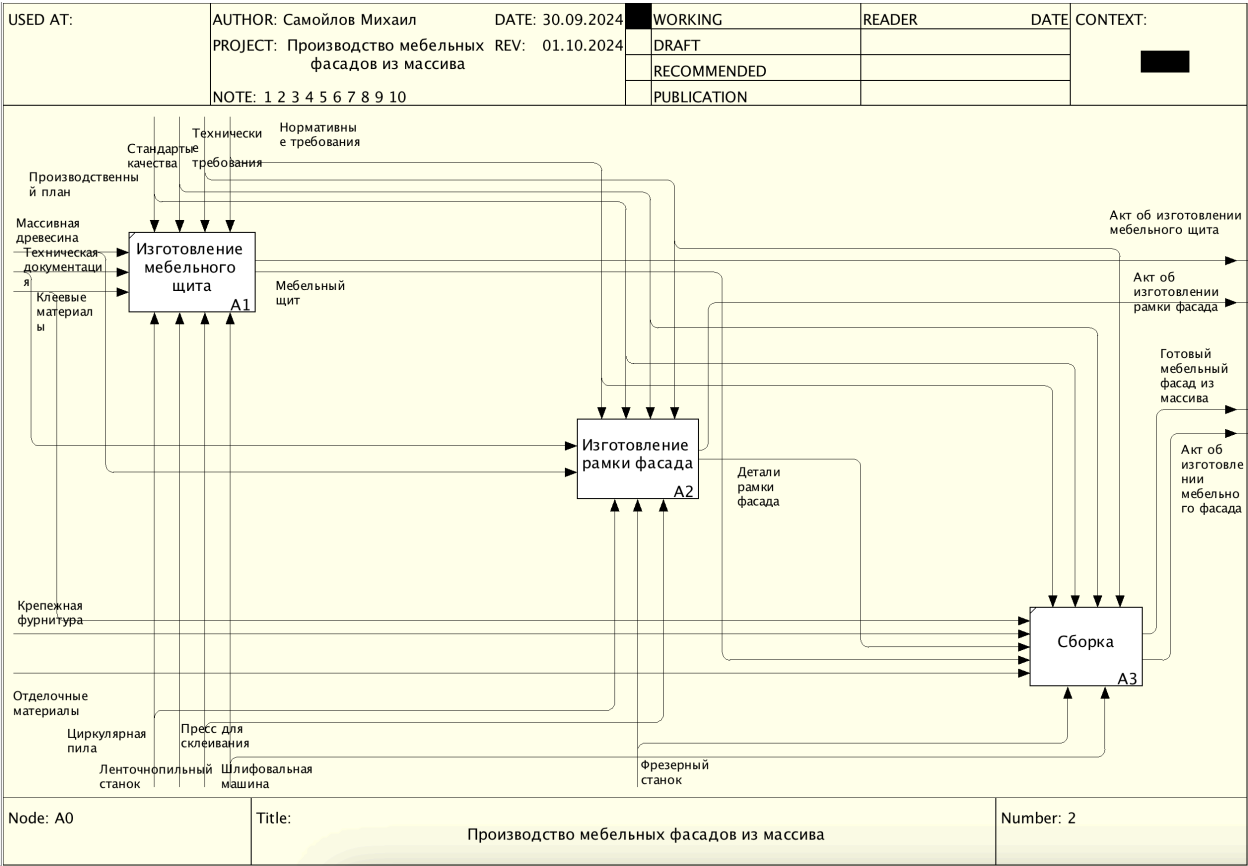 USED AT:
AUTHOR: Самойлов Михаил
DATE: 30.09.2024
PROJECT: Производство мебельных
фасадов из массива
REV: 01.10.2024
NOTE: 1 2 3 4 5 6 7 8 9 10
WORKING
DRAFT
RECOMMENDED
PUBLICATION
READER
DATE
CONTEXT:
Производственны
й план
Стандарты
качества
Технически
е
требования
Нормативны
е требования
Массивная
древесина
Техническая
документаци
я
Клеевые
материал
ы
Изготовление
мебельного
щита
A1
Мебельный
щит
Акт об изготовлении
мебельного щита
Акт об
изготовлении
рамки фасада
Готовый
мебельный
фасад из
массива
Акт об
изготовле
нии
мебельно
го фасада
Изготовление
рамки фасада
A2
Детали
рамки
фасада
Крепежная
фурнитура
Сборка
A3
Отделочные
материалы
Циркулярная
пила
Пресс для
склеивания
Ленточнопильный
станок
Шлифовальная
машина
Фрезерный
станок
Node: A0
Title:
Производство мебельных фасадов из массива
Number: 2